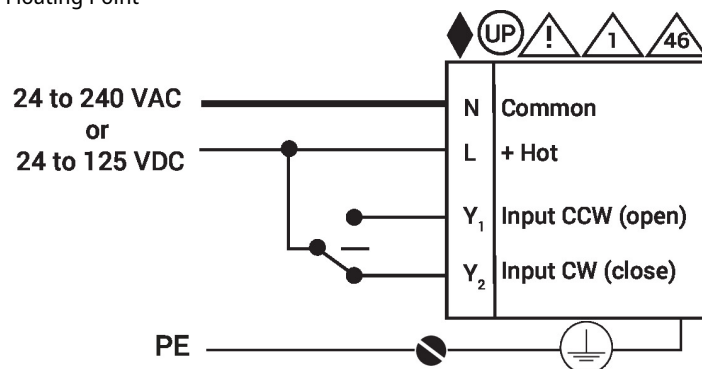 Floating Point
UP ! 1 46
24 to 240 VAC
or
24 to 125 VDC
N Common
L + Hot
Y1 Input CCW (open)
Y2 Input CW (close)
PE